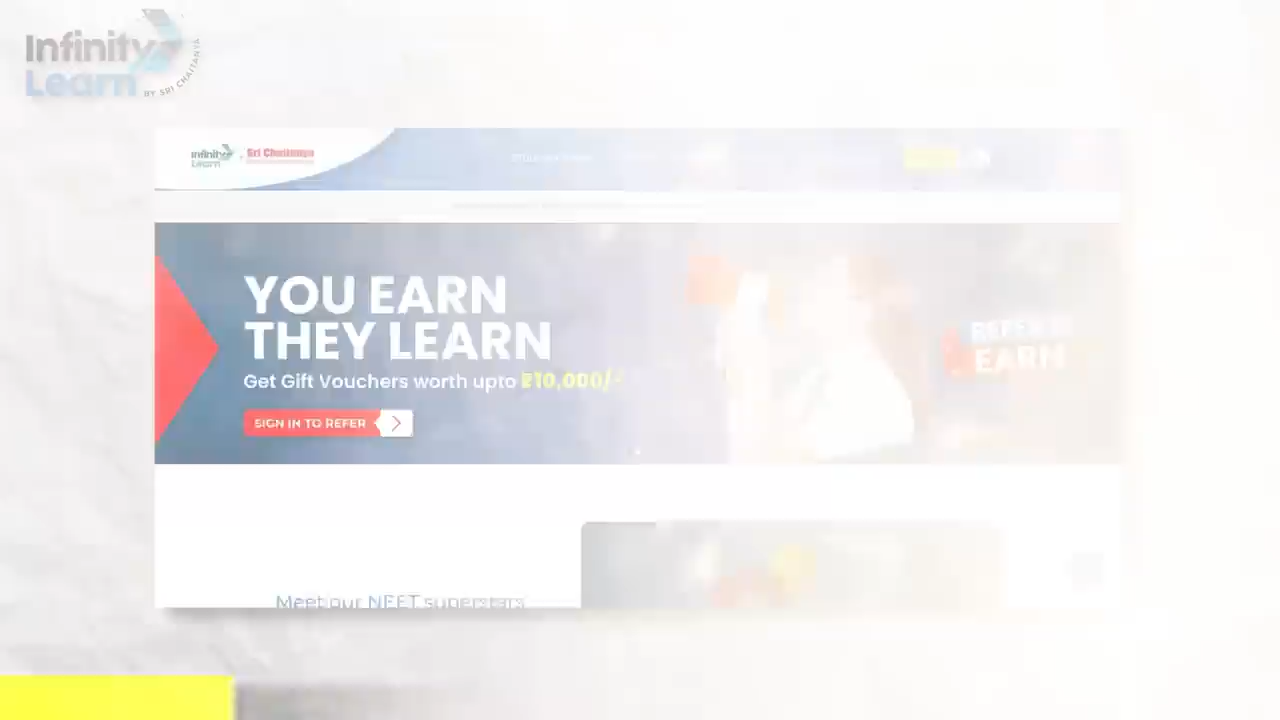 Infinity
Learn
BY SRI CHAITANYA
Infinity
Learn
Sri Chaitanya
YOU EARN
THEY LEARN
Get Gift Vouchers worth upto ₹10,000/-
SIGN IN TO REFER
REFER &
EARN
Meet our NEET superstars